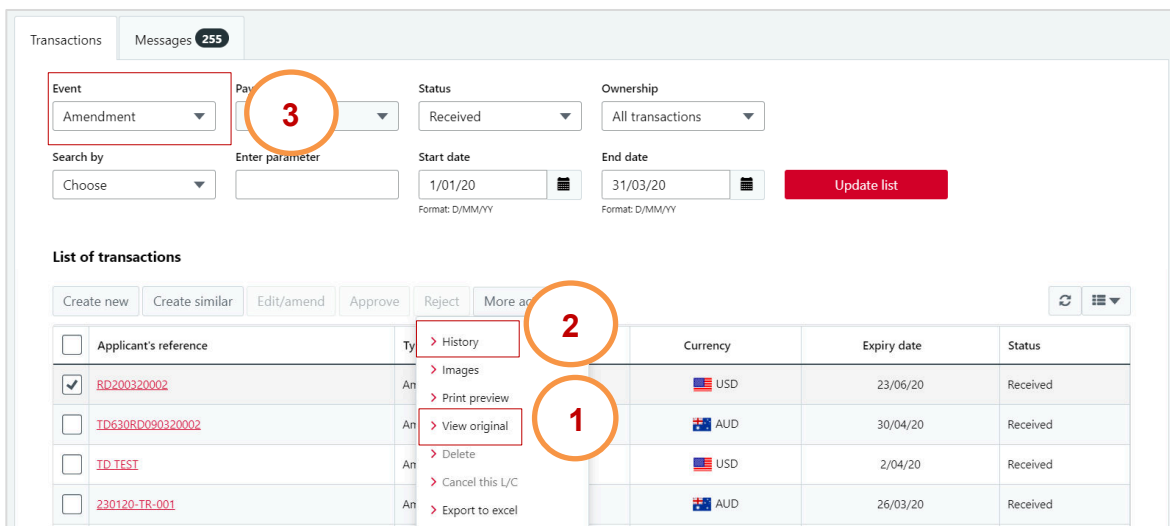 Transactions
Messages 255
Event
Pay
Status
Ownership
Amendment
3
Received
All transactions
Search by
Enter parameter
Start date
End date
Choose
1/01/20
31/03/20
Update list
Format: D/MM/YY
Format: D/MM/YY
List of transactions
Create new
Create similar
Edit/amend
Approve
Reject
More ac
2
Applicant's reference
Ty
> History
Currency
Expiry date
Status
> Images
RD200320002
Am
USD
23/06/20
Received
> Print preview
1
TD630RD090320002
Am
> View original
AUD
30/04/20
Received
> Delete
TD TEST
Am
USD
2/04/20
Received
> Cancel this L/C
230120-TR-001
Am
> Export to excel
AUD
26/03/20
Received